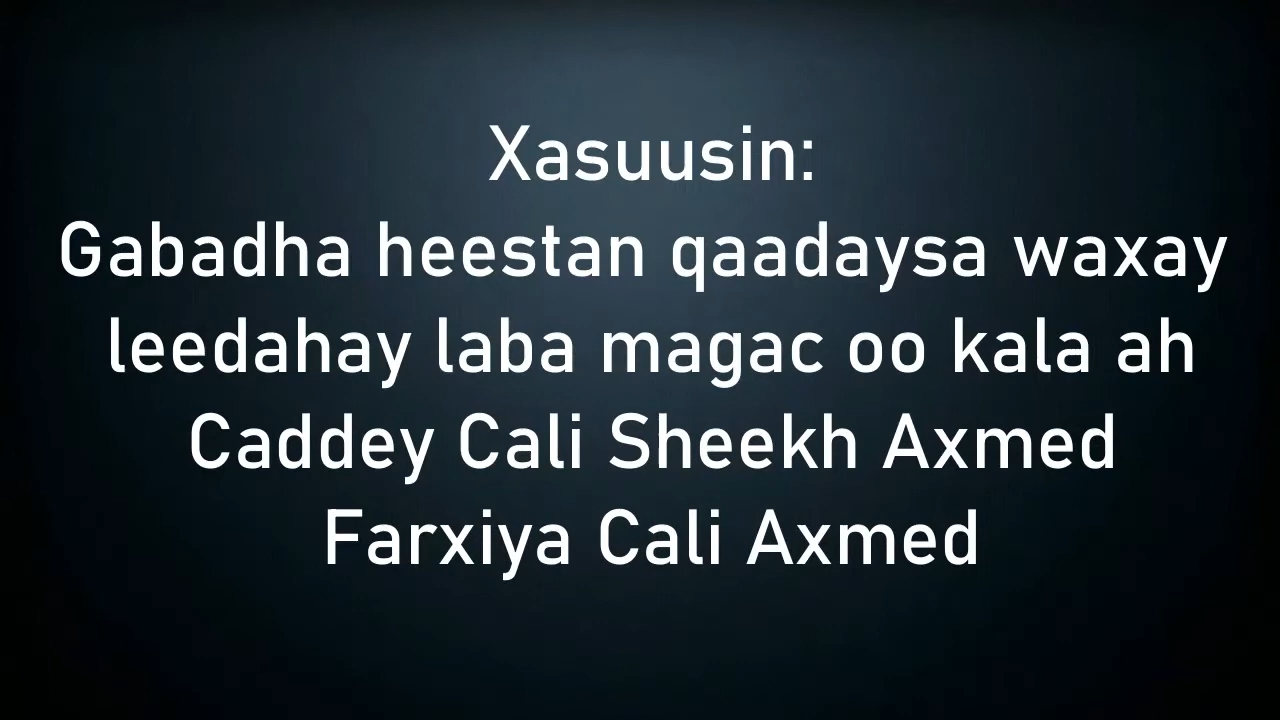 Xasuusin:
Gabadha heestan qaadaysa waxay
leedahay laba magac oo kala ah
Caddey Cali Sheekh Axmed
Farxiya Cali Axmed